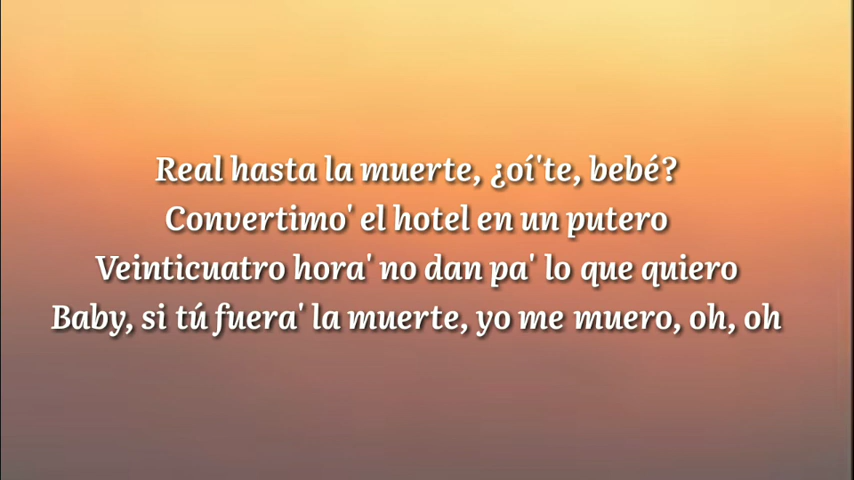 Real hasta la muerte, ¿oí'te, bebé?
Convertimo' el hotel en un putero
Veinticuatro hora' no dan pa' lo que quiero
Baby, si tú fuera' la muerte, yo me muero, oh, oh